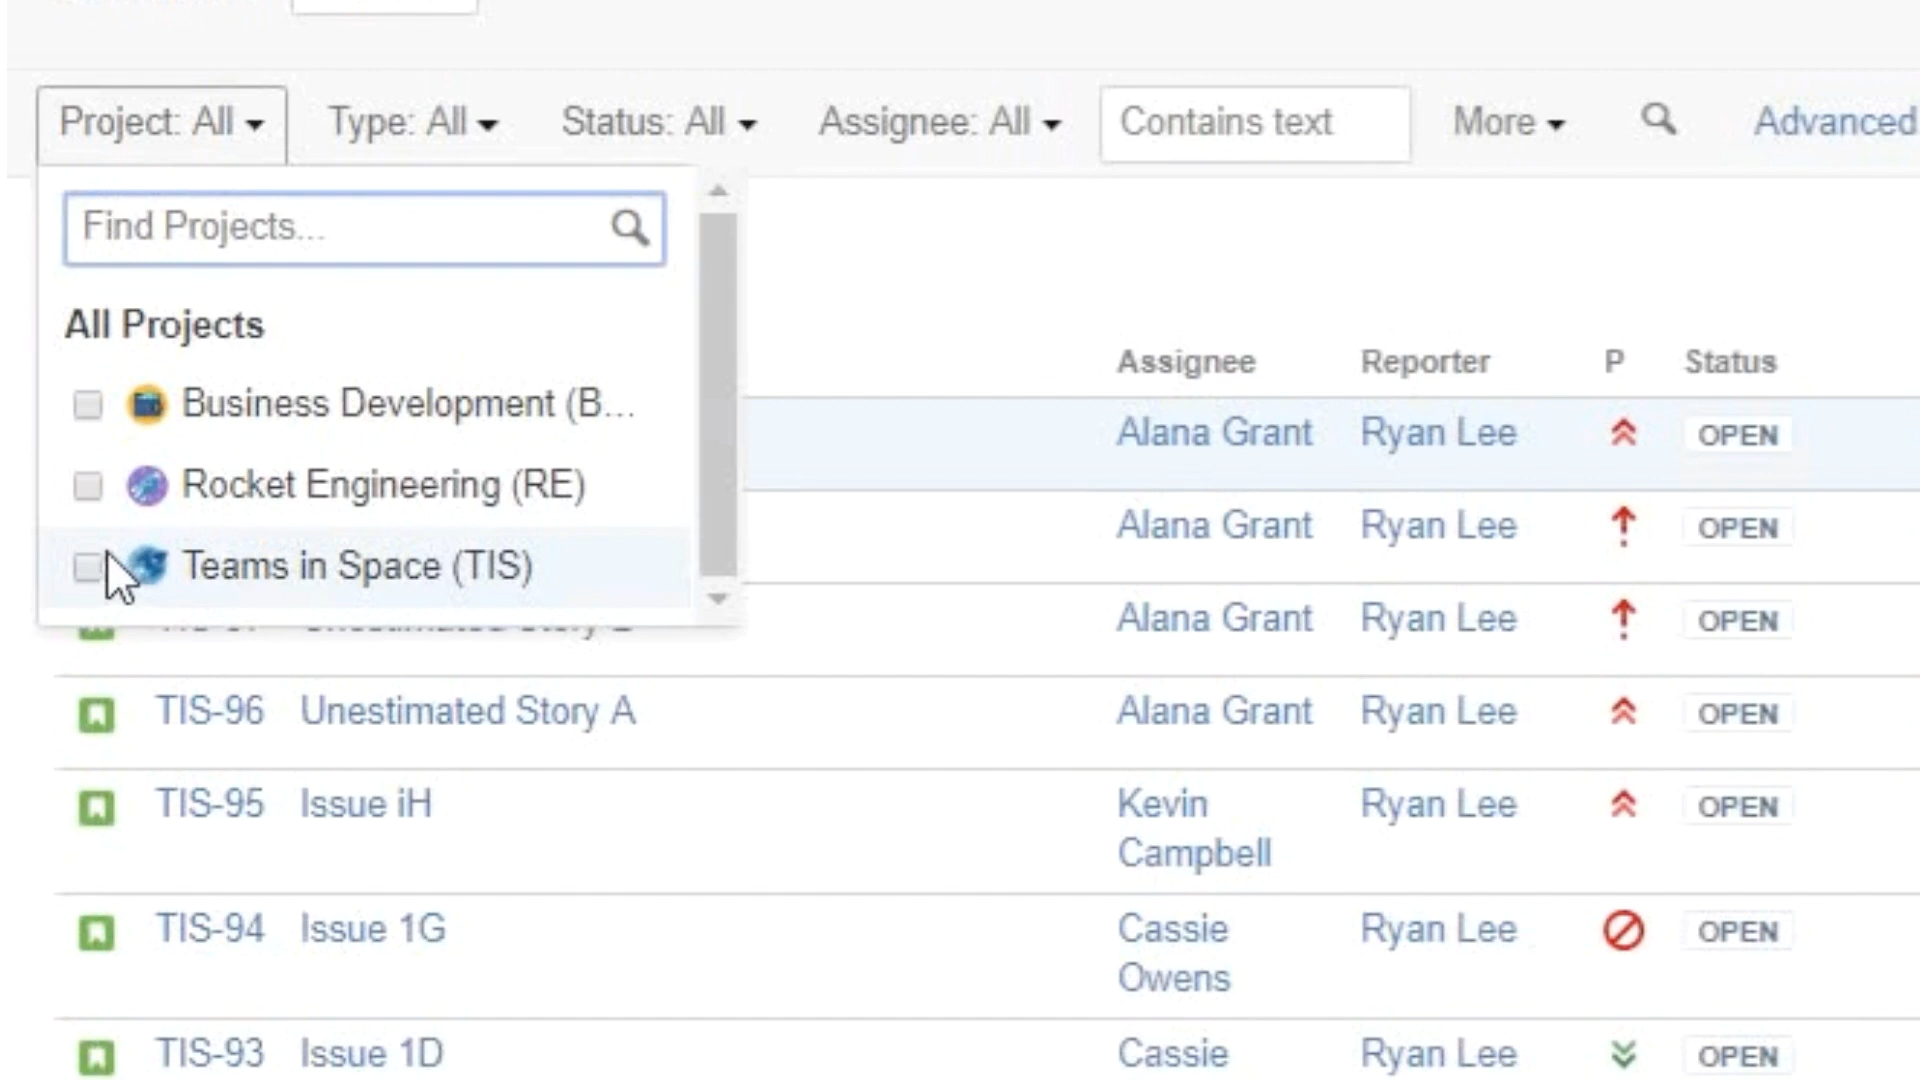 Project: All Type: All Status: All Assignee: All Contains text More Advanced
Find Projects...
All Projects
Business Development (B...
Rocket Engineering (RE)
Teams in Space (TIS)
Assignee Reporter P Status
Alana Grant Ryan Lee OPEN
Alana Grant Ryan Lee OPEN
Alana Grant Ryan Lee OPEN
TIS-96 Unestimated Story A Alana Grant Ryan Lee OPEN
TIS-95 Issue iH Kevin Campbell Ryan Lee OPEN
TIS-94 Issue 1G Cassie Owens Ryan Lee OPEN
TIS-93 Issue 1D Cassie Ryan Lee OPEN